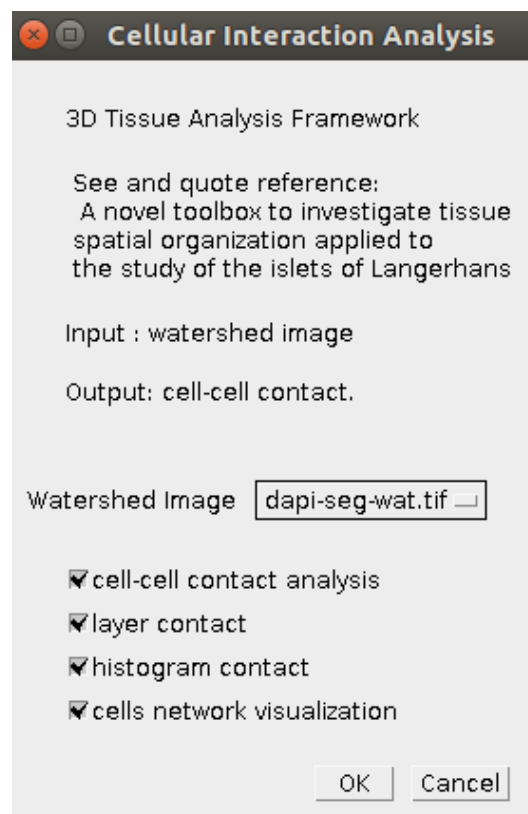 Cellular Interaction Analysis
3D Tissue Analysis Framework
See and quote reference:
A novel toolbox to investigate tissue
spatial organization applied to
the study of the islets of Langerhans
Input : watershed image
Output: cell-cell contact.
Watershed Image dapi-seg-wat.tif
cell-cell contact analysis
layer contact
histogram contact
cells network visualization
OK Cancel